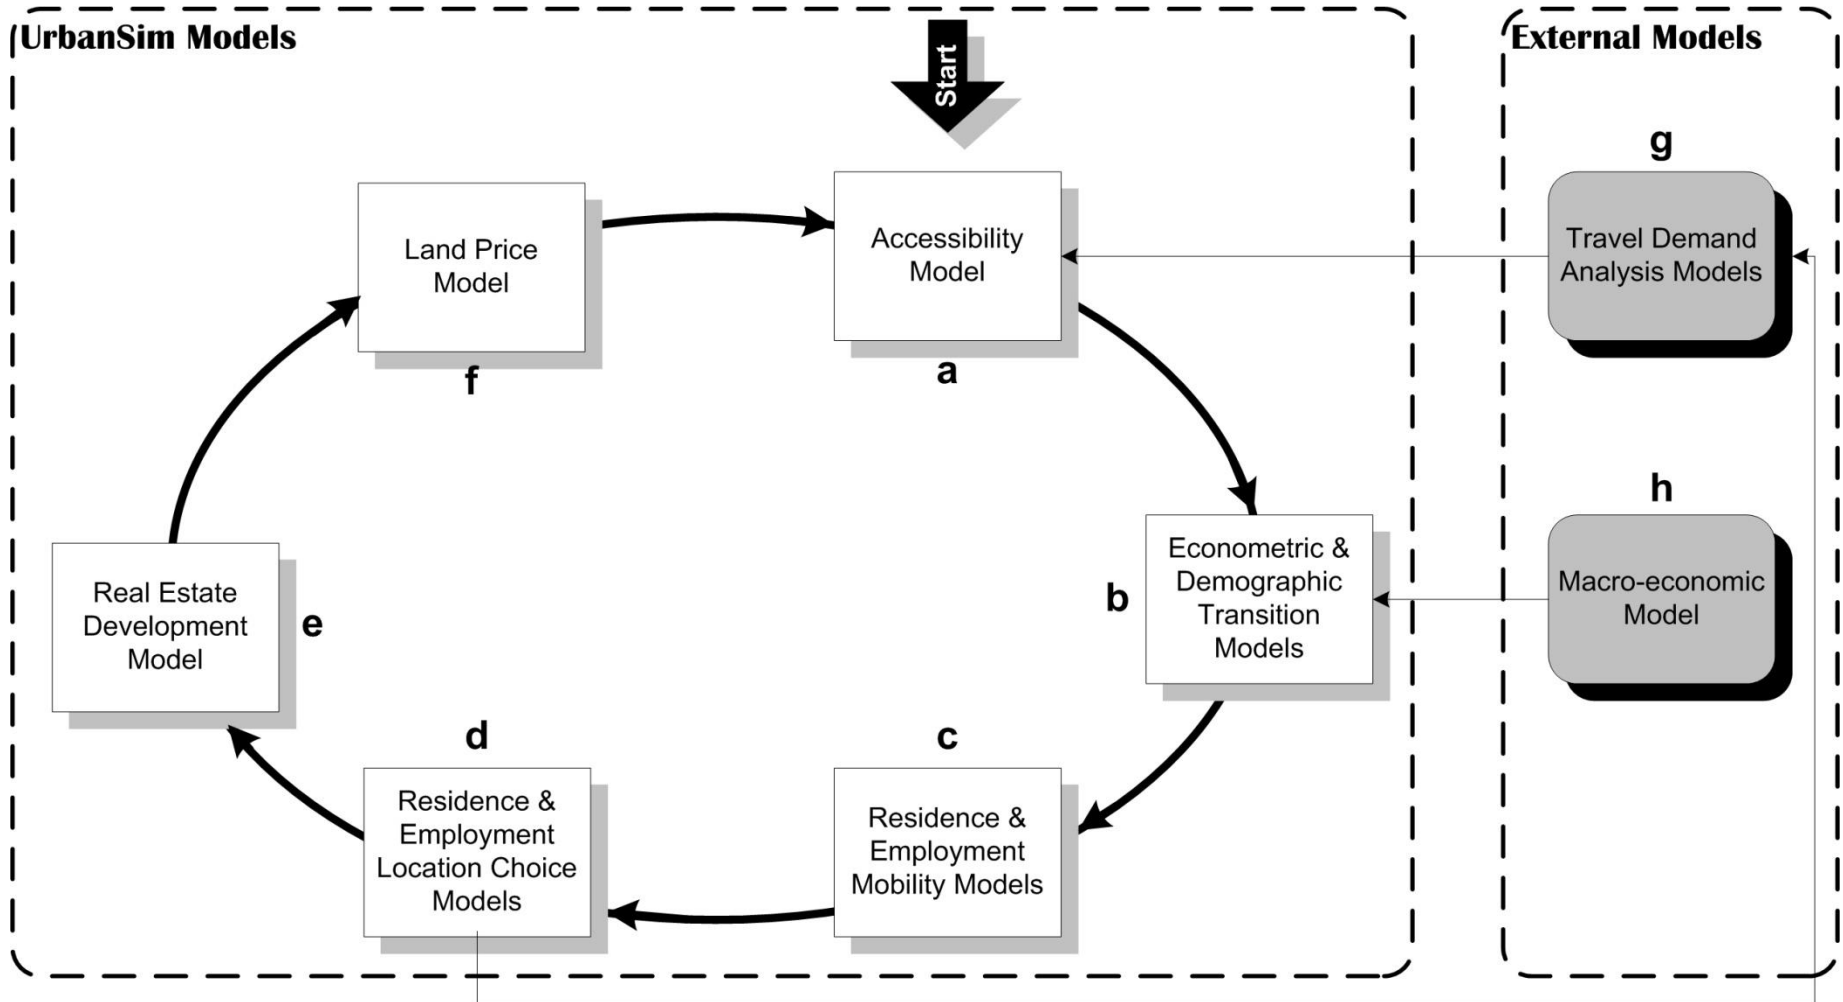 UrbanSim Models
External Models
Start
g
Land Price
Model
f
Accessibility
Model
a
Travel Demand
Analysis Models
h
Econometric &
Demographic
Transition
Models
b
Macro-economic
Model
Real Estate
Development
Model
e
d
Residence &
Employment
Location Choice
Models
c
Residence &
Employment
Mobility Models